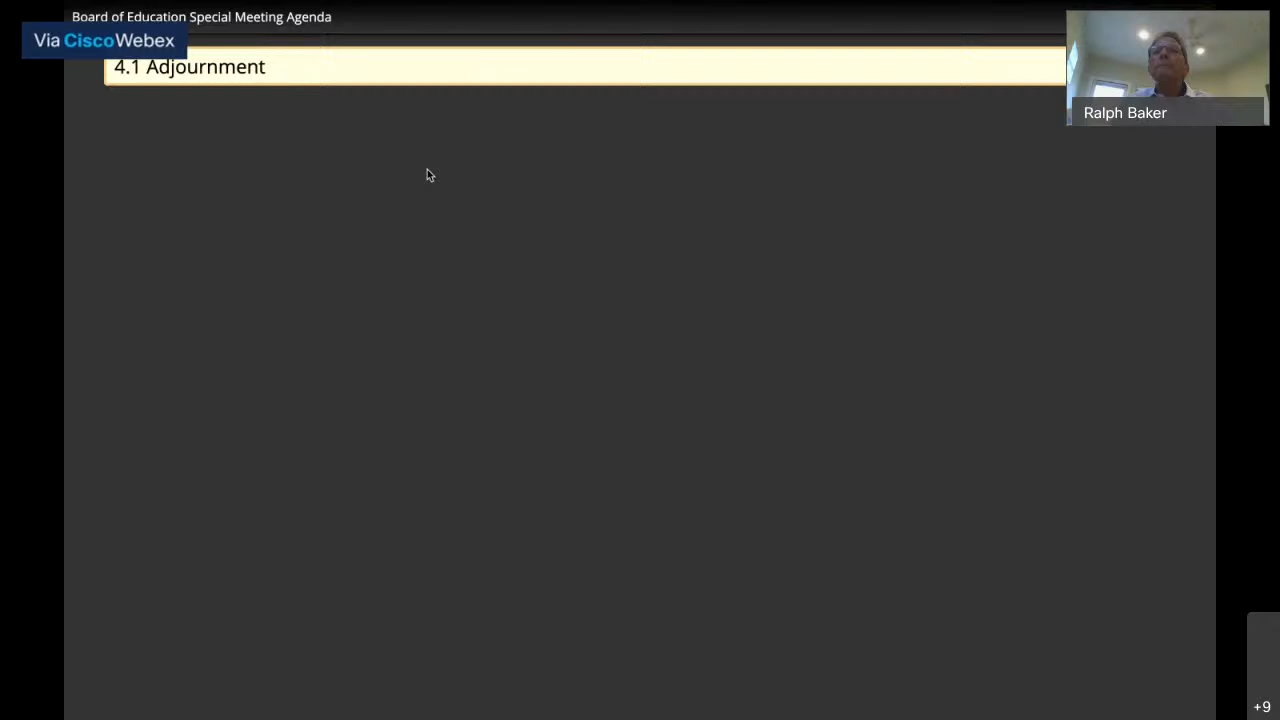 Board of Education Special Meeting Agenda
Via CiscoWebex
4.1 Adjournment
Ralph Baker
+9